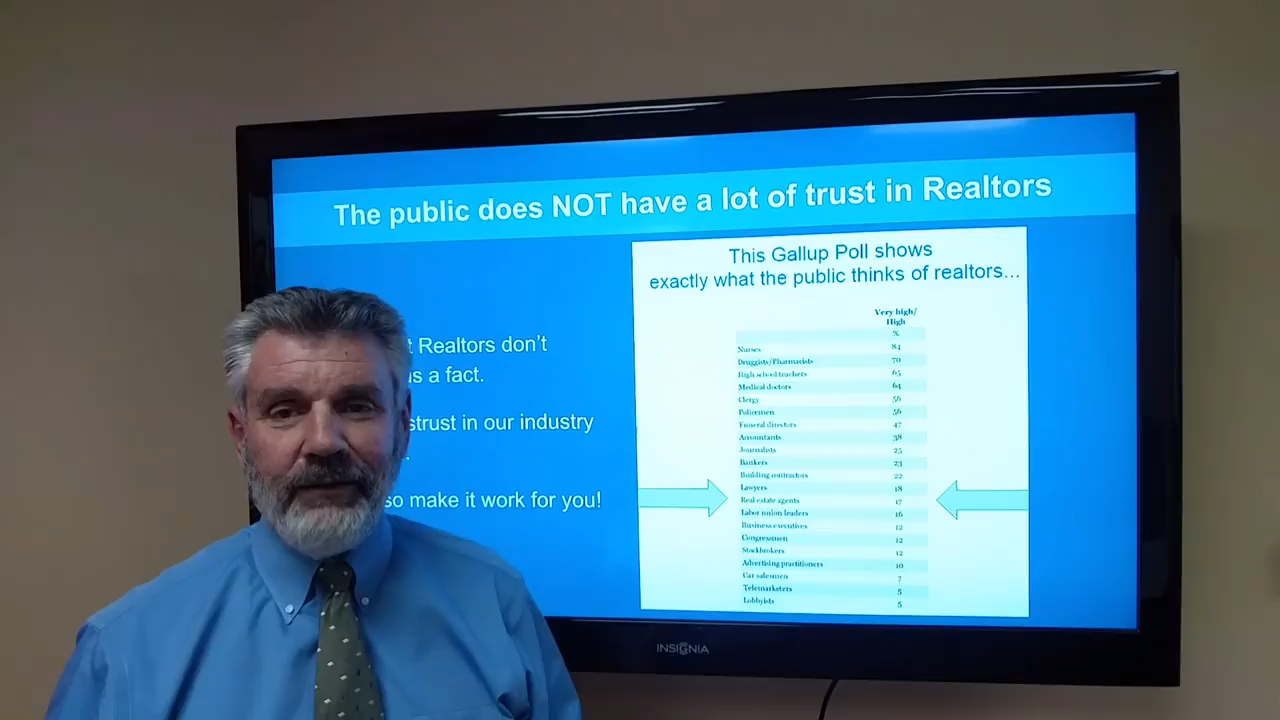 The public does NOT have a lot of trust in Realtors
t Realtors don't
us a fact.
strust in our industry
.
so make it work for you!
This Gallup Poll shows
exactly what the public thinks of realtors...
Very high/
High
%
Nurses 84
Druggists/Pharmacists 70
High school teachers 65
Medical doctors 64
Clergy 56
Policemen 56
Funeral directors 47
Accountants 38
Journalists 25
Bankers 23
Building contractors 22
Lawyers 18
Real estate agents 17
Labor union leaders 16
Business executives 12
Congressmen 12
Stockbrokers 12
Advertising practitioners 10
Car salesmen 7
Telemarketers 5
Lobbyists 5
INSIGNIA